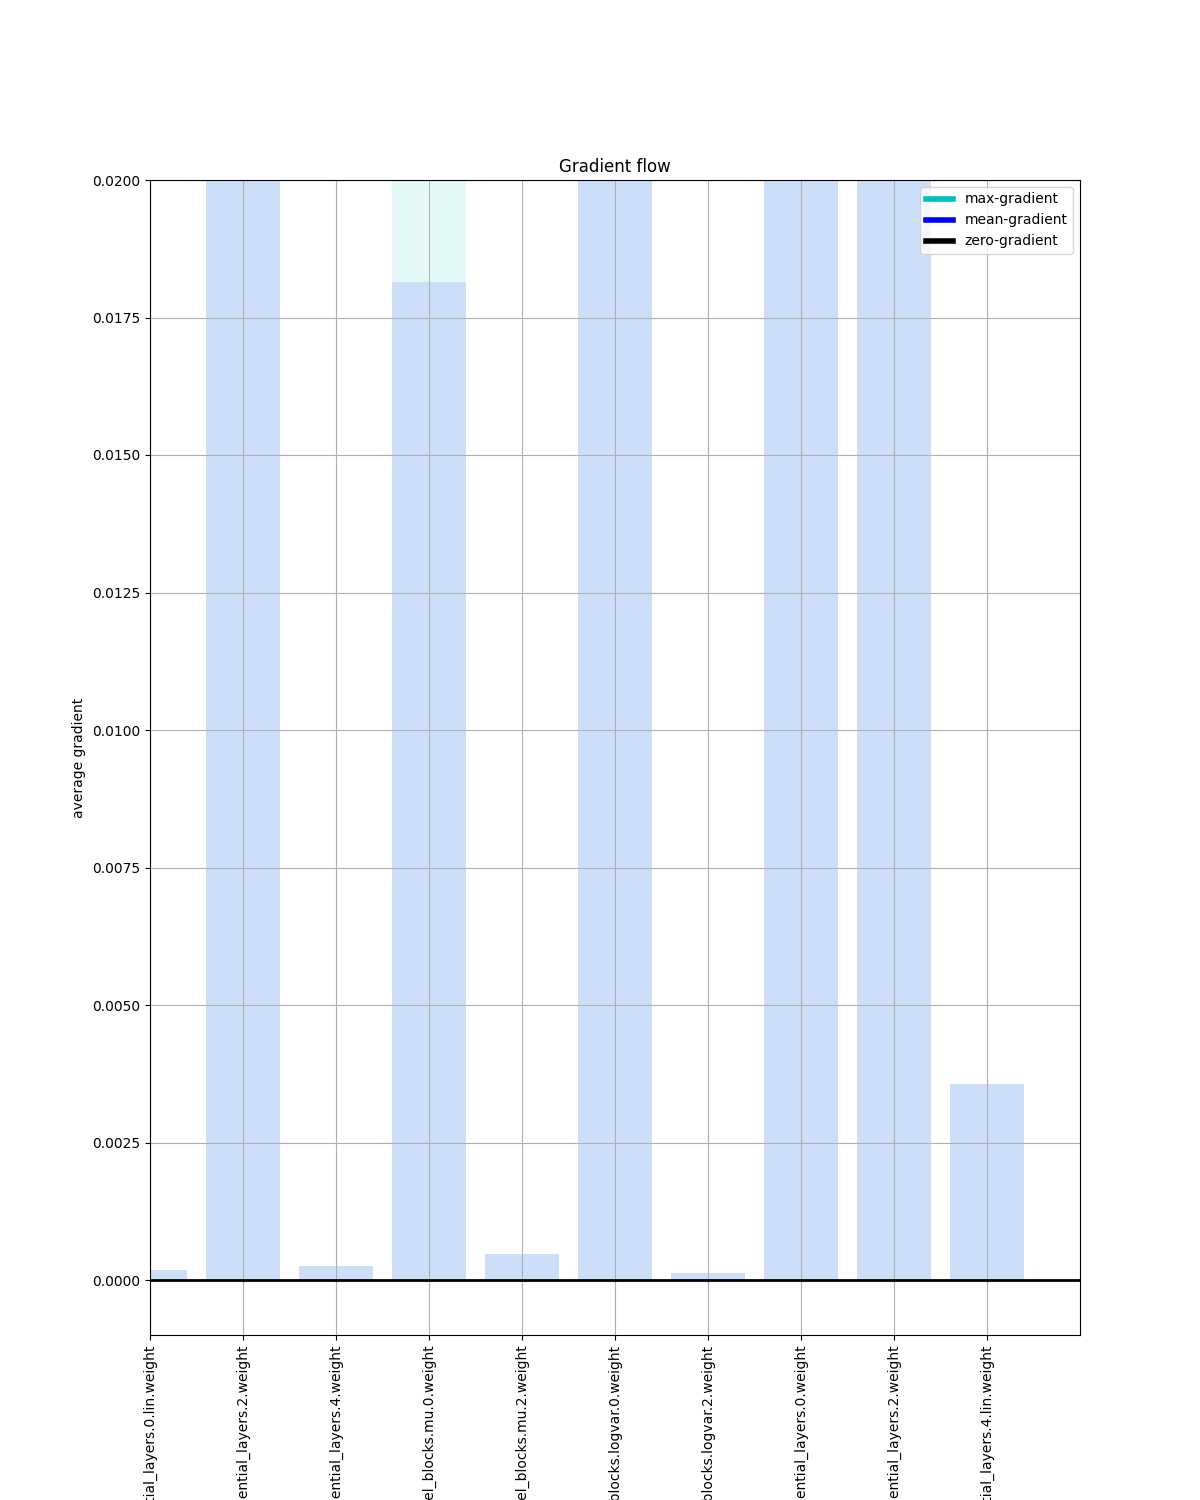 Gradient flow
max-gradient
mean-gradient
zero-gradient
average gradient
0.0200
0.0175
0.0150
0.0125
0.0100
0.0075
0.0050
0.0025
0.0000
tial_layers.0.lin.weight
ential_layers.2.weight
ential_layers.4.weight
el_blocks.mu.0.weight
el_blocks.mu.2.weight
blocks.logvar.0.weight
blocks.logvar.2.weight
ential_layers.0.weight
ential_layers.2.weight
tial_layers.4.lin.weight